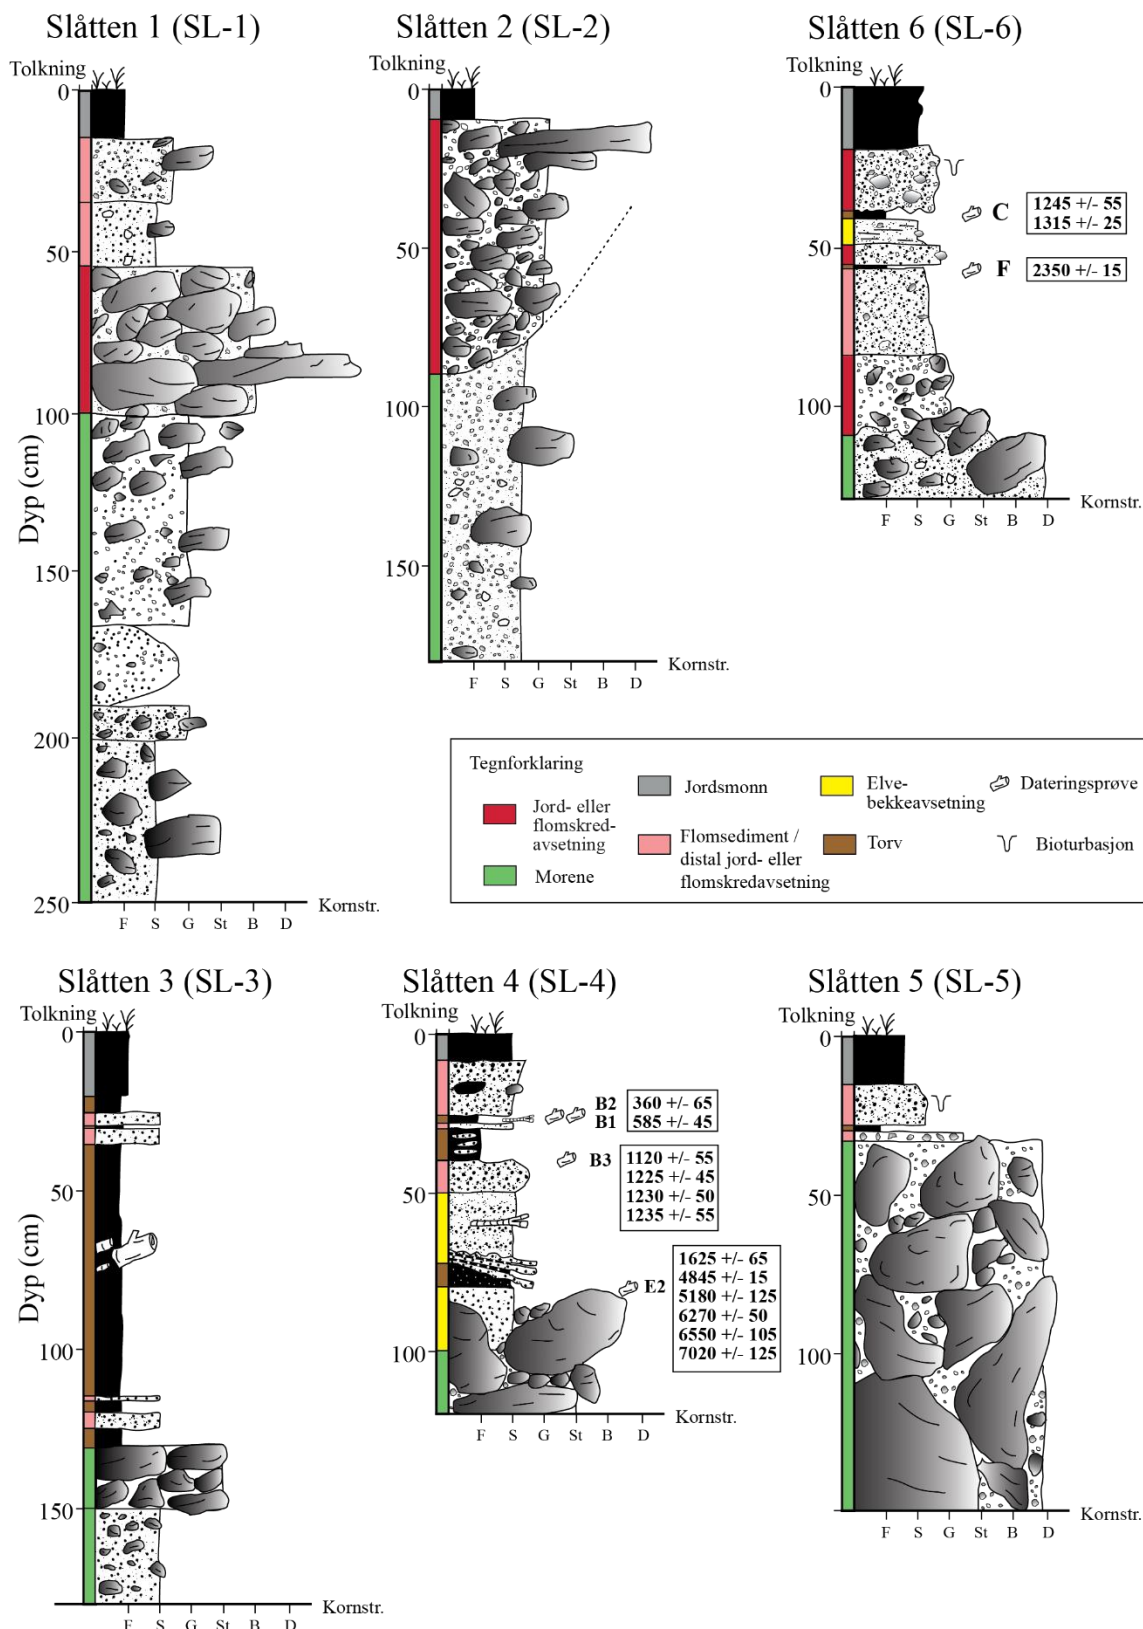 Slåtten 1 (SL-1)
Tolkning
0
50
100
150
200
250
Dyp (cm)
F S G St B D
Kornstr.
Slåtten 2 (SL-2)
Tolkning
0
50
100
150
F S G St B D
Kornstr.
Slåtten 6 (SL-6)
Tolkning
0
50
100
C
1245 +/- 55
1315 +/- 25
F
2350 +/- 15
F S G St B D
Kornstr.
Tegnforklaring
Jord- eller
flomskred-
avsetning
Morene
Jordsmonn
Flomsediment /
distal jord- eller
flomskredavsetning
Elve-
bekkeavsetning
Torv
Dateringsprøve
Bioturbasjon
Slåtten 3 (SL-3)
Tolkning
0
50
100
150
Dyp (cm)
F S G St B D
Kornstr.
Slåtten 4 (SL-4)
Tolkning
0
50
100
B2
B1
360 +/- 65
585 +/- 45
B3
1120 +/- 55
1225 +/- 45
1230 +/- 50
1235 +/- 55
E2
1625 +/- 65
4845 +/- 15
5180 +/- 125
6270 +/- 50
6550 +/- 105
7020 +/- 125
F S G St B D
Kornstr.
Slåtten 5 (SL-5)
Tolkning
0
50
100
F S G St B D
Kornstr.